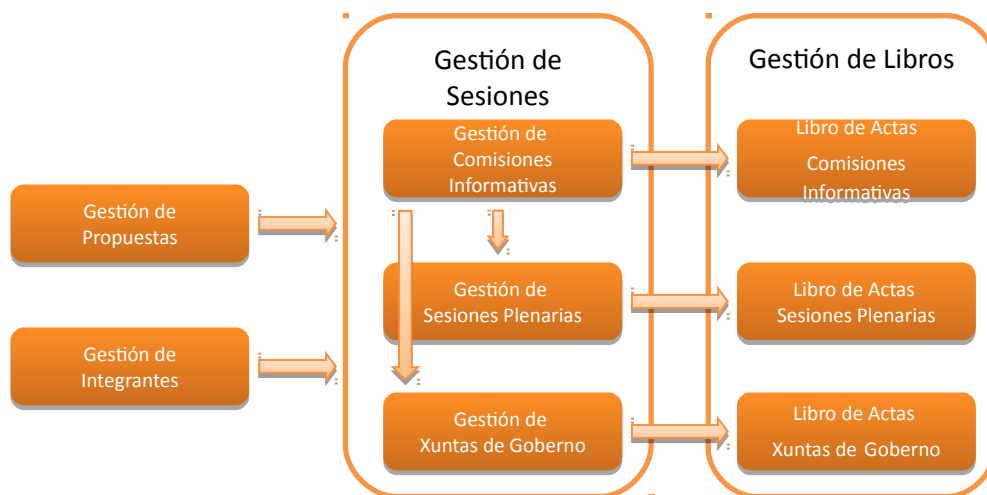 Gestión de
Sesiones
Gestión de Libros
Gestión de
Comisiones
Informativas
Libro de Actas
Comisiones
Informativas
Gestión de
Propuestas
Gestión de
Sesiones Plenarias
Libro de Actas
Sesiones Plenarias
Gestión de
Integrantes
Gestión de
Xuntas de Goberno
Libro de Actas
Xuntas de Goberno